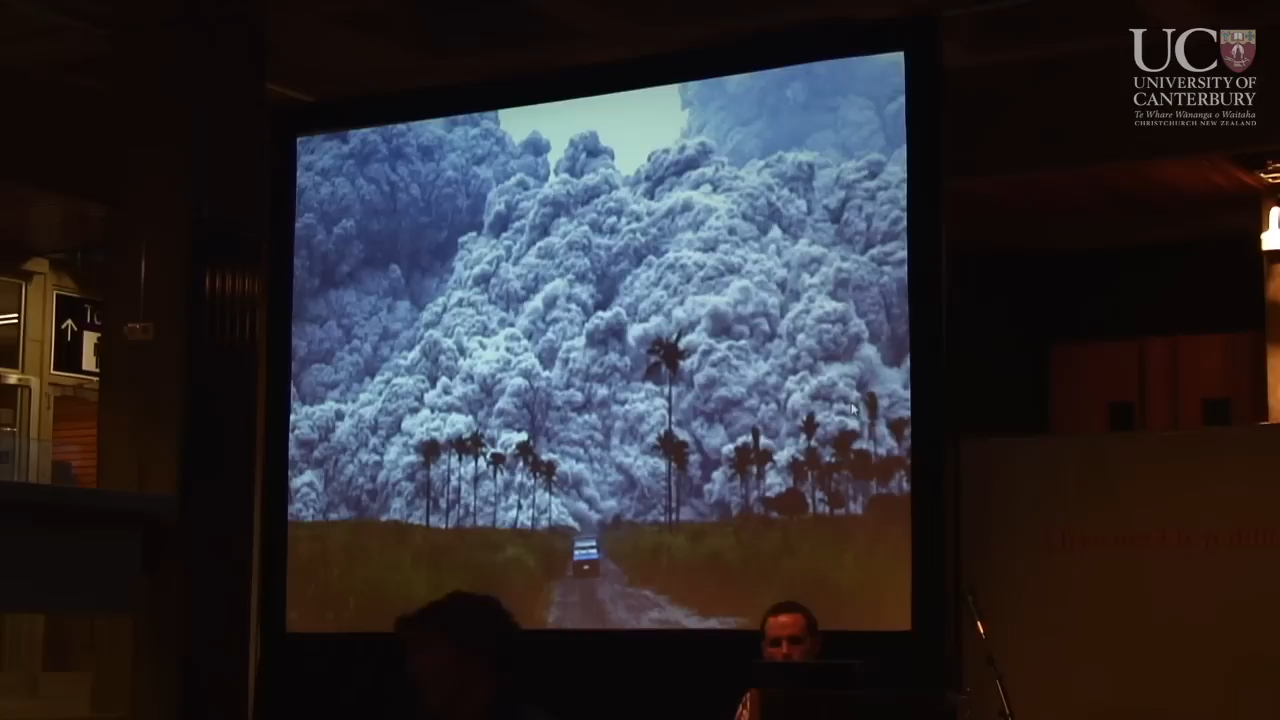 UC
UNIVERSITY OF
CANTERBURY
Te Whare Wānanga o Waitaha
CHRISTCHURCH NEW ZEALAND